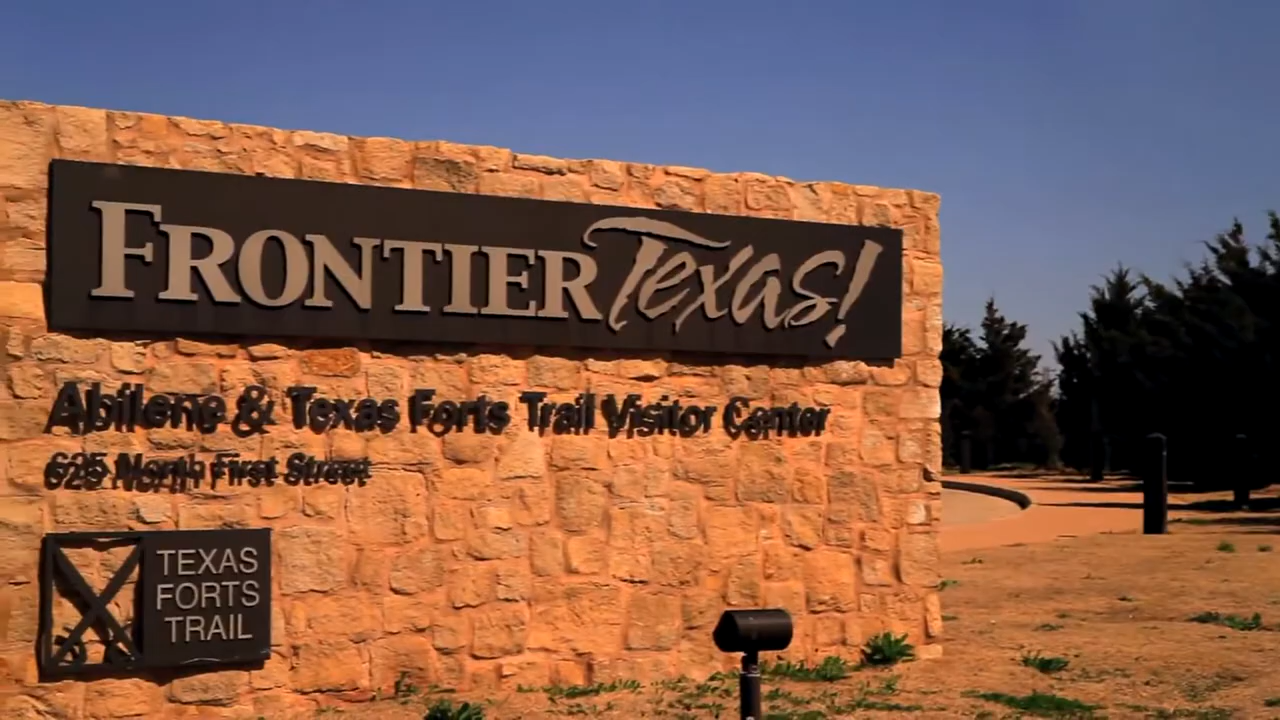 FRONTIER Texas!
Abilene & Texas Forts Trail Visitor Center
625 North First Street
TEXAS
FORTS
TRAIL